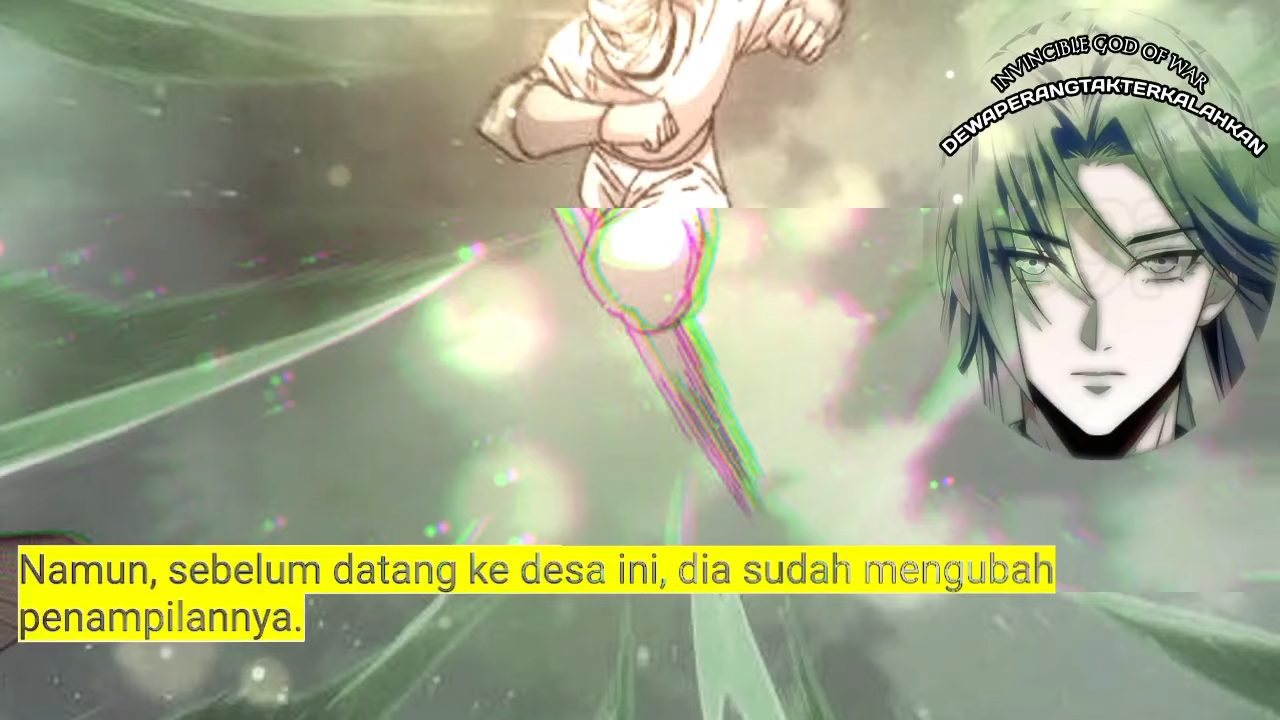 INVINCIBLE GOD OF WAR
DEWAPERANGTAKTERKALAHKAN
Namun, sebelum datang ke desa ini, dia sudah mengubah
penampilannya.